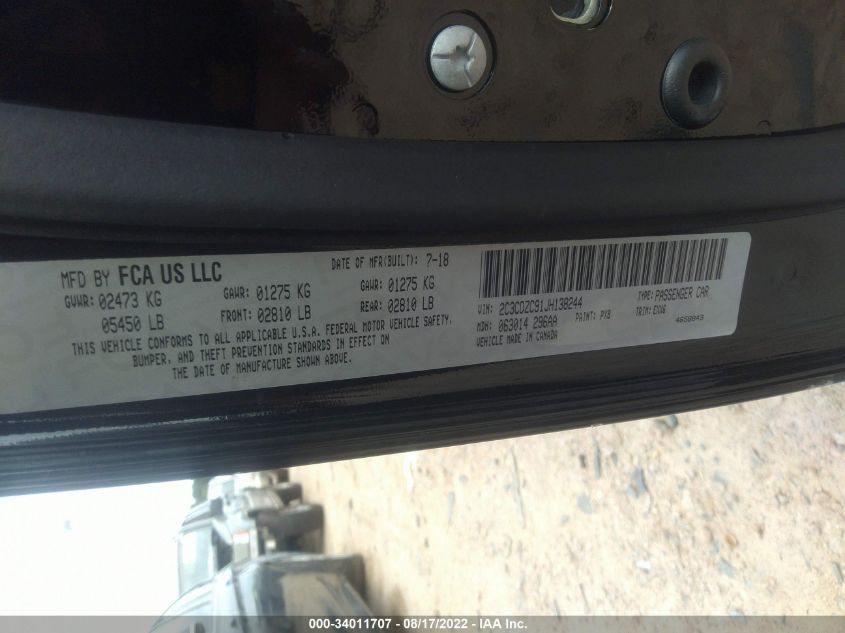 MFD BY FCA US LLC
DATE OF MFR(BUILT): 7-18
GVWR: 02473 KG
GAWR: 01275 KG
GAWR: 01275 KG
05450 LB
FRONT: 02810 LB
REAR: 02810 LB
THIS VEHICLE CONFORMS TO ALL APPLICABLE U.S.A. FEDERAL MOTOR VEHICLE SAFETY,
BUMPER, AND THEFT PREVENTION STANDARDS IN EFFECT ON
THE DATE OF MANUFACTURE SHOWN ABOVE.
VIN: 2C3CDZC91JH138244
TYPE: PASSENGER CAR
MDH: 063014 296AA
PAINT: PX8
TRIM: EXX6
VEHICLE MADE IN CANADA
000-34011707 - 08/17/2022 - IAA Inc.